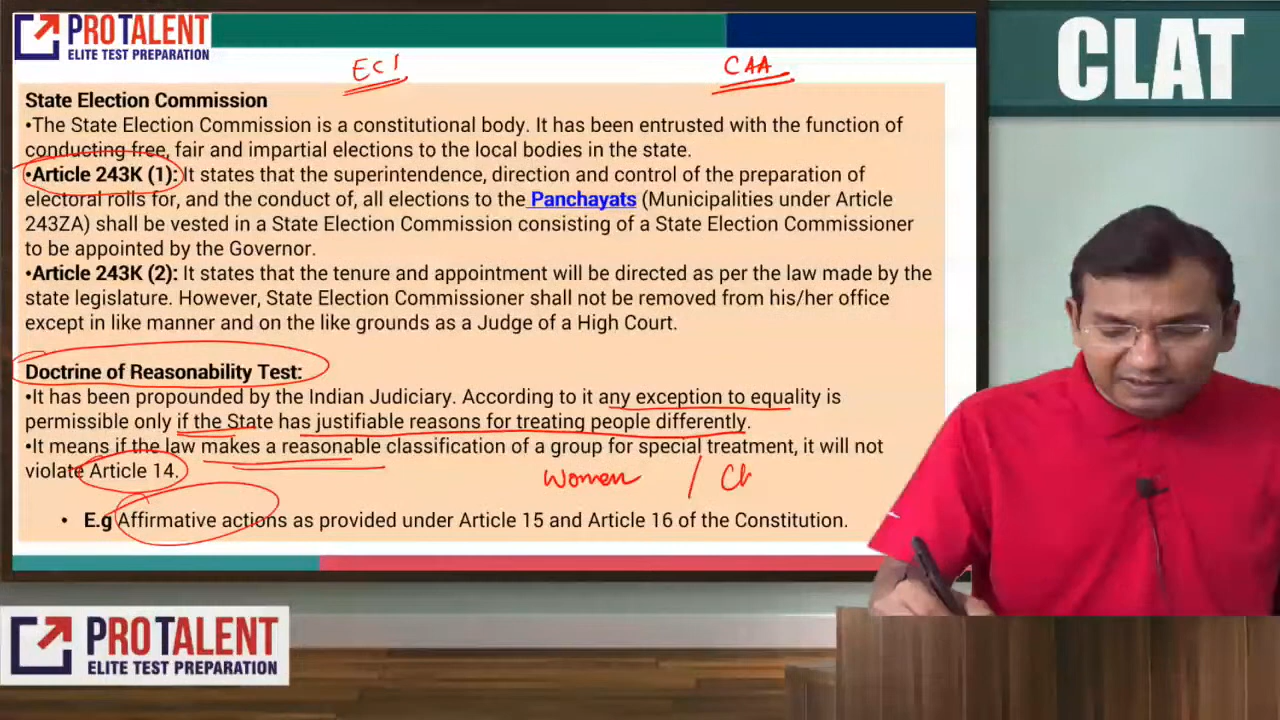 PROTALENT
ELITE TEST PREPARATION
CLAT
ECI
CAA
State Election Commission
•The State Election Commission is a constitutional body. It has been entrusted with the function of
conducting free, fair and impartial elections to the local bodies in the state.
•Article 243K (1): It states that the superintendence, direction and control of the preparation of
electoral rolls for, and the conduct of, all elections to the Panchayats (Municipalities under Article
243ZA) shall be vested in a State Election Commission consisting of a State Election Commissioner
to be appointed by the Governor.
•Article 243K (2): It states that the tenure and appointment will be directed as per the law made by the
state legislature. However, State Election Commissioner shall not be removed from his/her office
except in like manner and on the like grounds as a Judge of a High Court.
Doctrine of Reasonability Test:
•It has been propounded by the Indian Judiciary. According to it any exception to equality is
permissible only if the State has justifiable reasons for treating people differently.
•It means if the law makes a reasonable classification of a group for special treatment, it will not
violate Article 14.
Women / Ch
• E.g Affirmative actions as provided under Article 15 and Article 16 of the Constitution.
PROTALENT
ELITE TEST PREPARATION